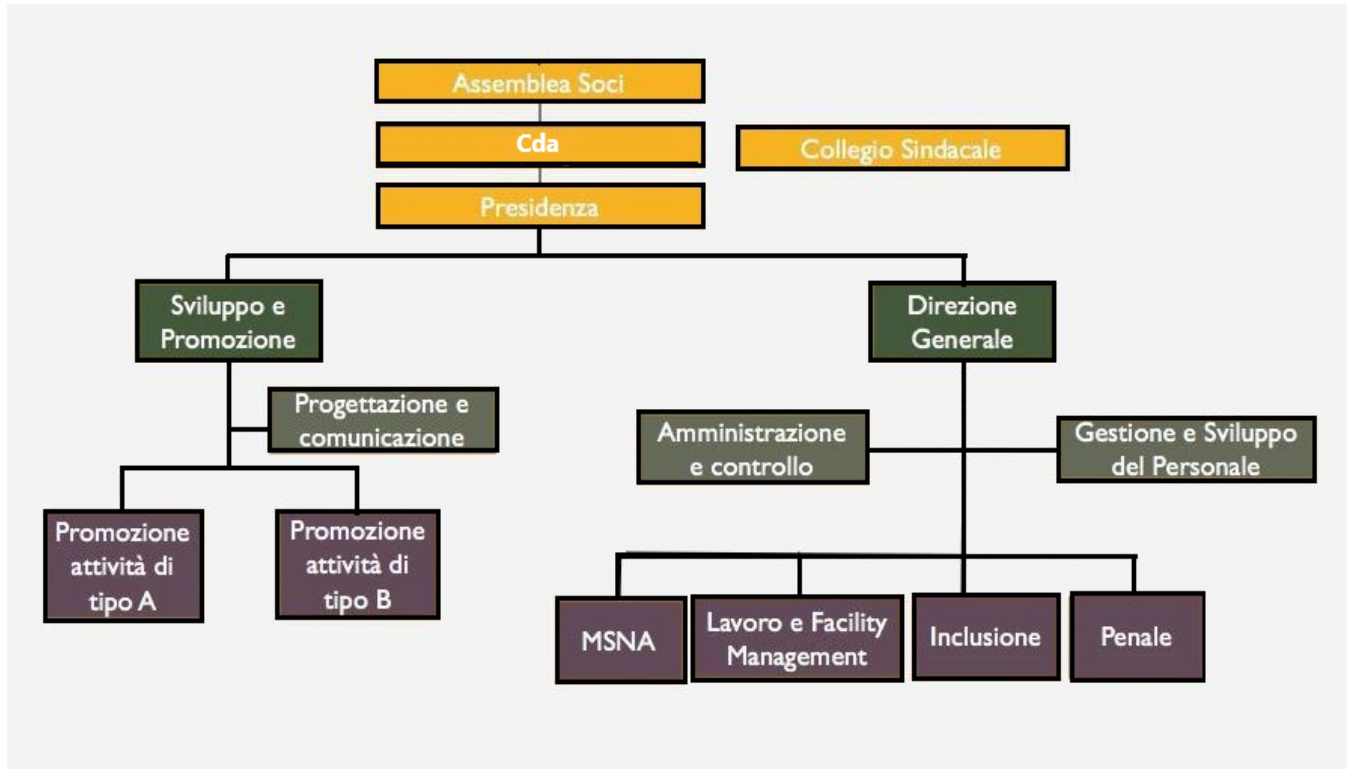 Assemblea Soci
Cda
Collegio Sindacale
Presidenza
Sviluppo e
Promozione
Direzione
Generale
Progettazione e
comunicazione
Amministrazione
e controllo
Gestione e Sviluppo
del Personale
Promozione
attività di
tipo A
Promozione
attività di
tipo B
MSNA
Lavoro e Facility
Management
Inclusione
Penale